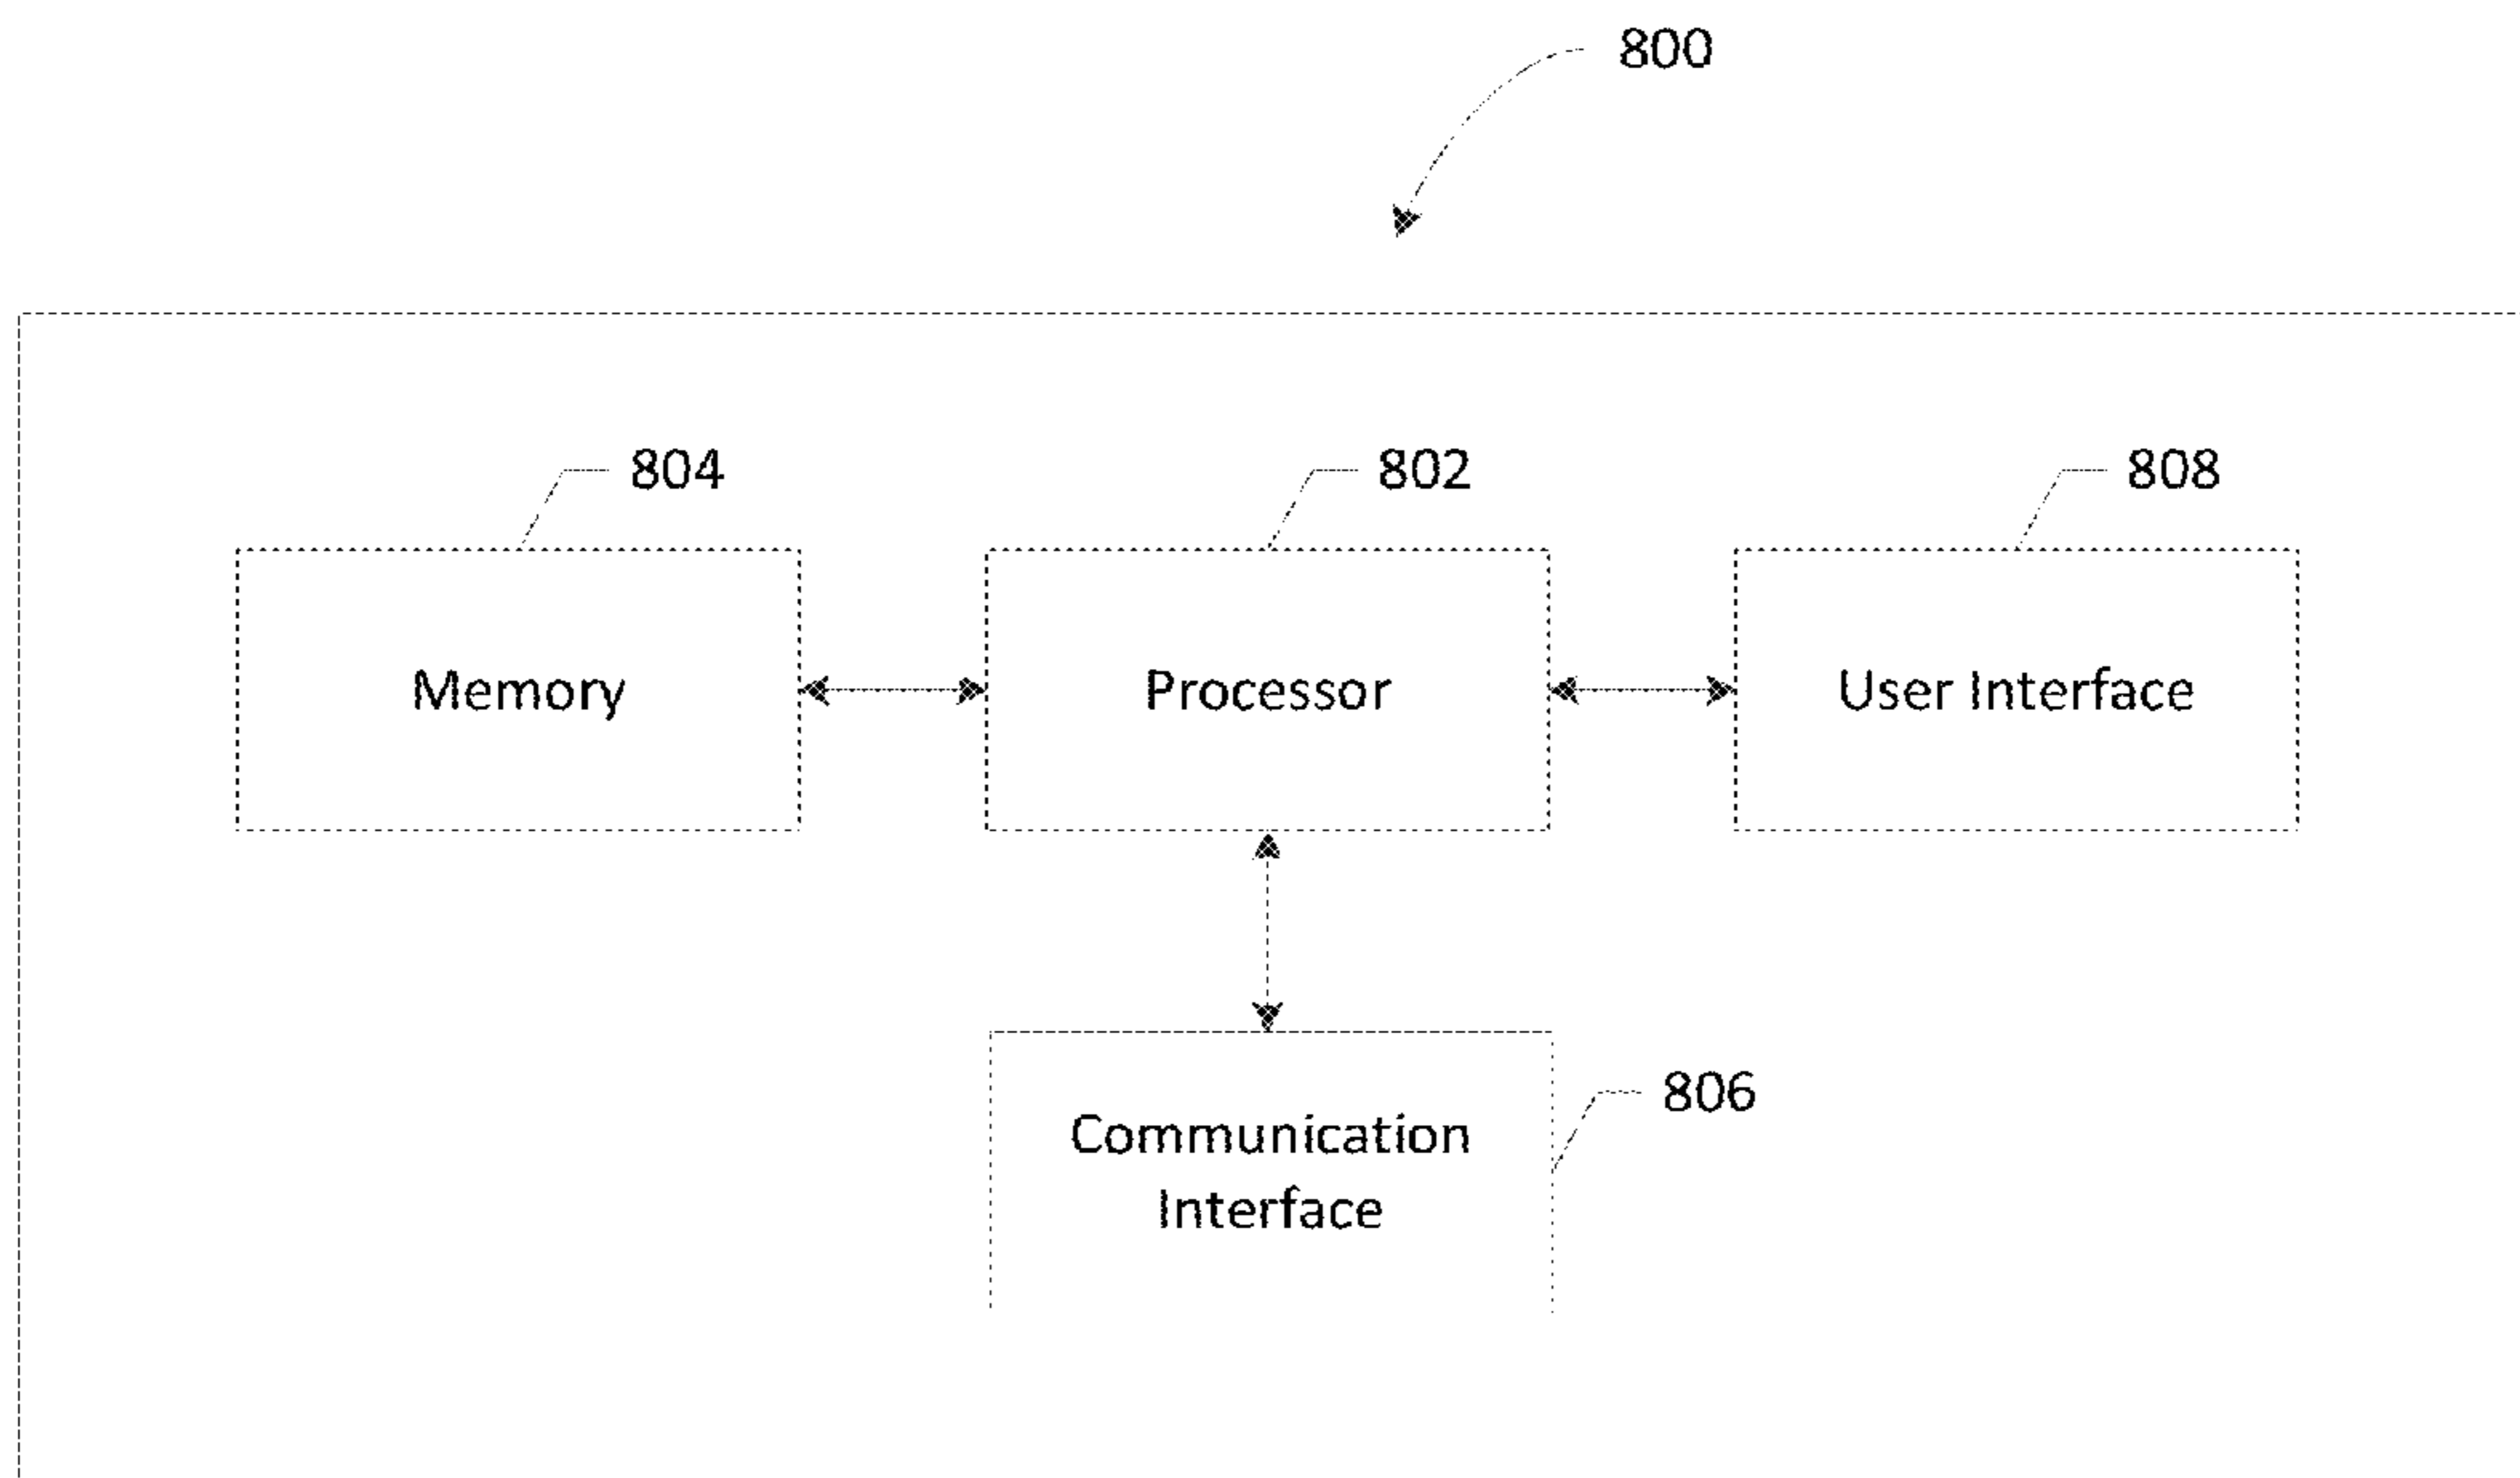 800
804
802
808
Memory
Processor
User Interface
806
Communication
Interface